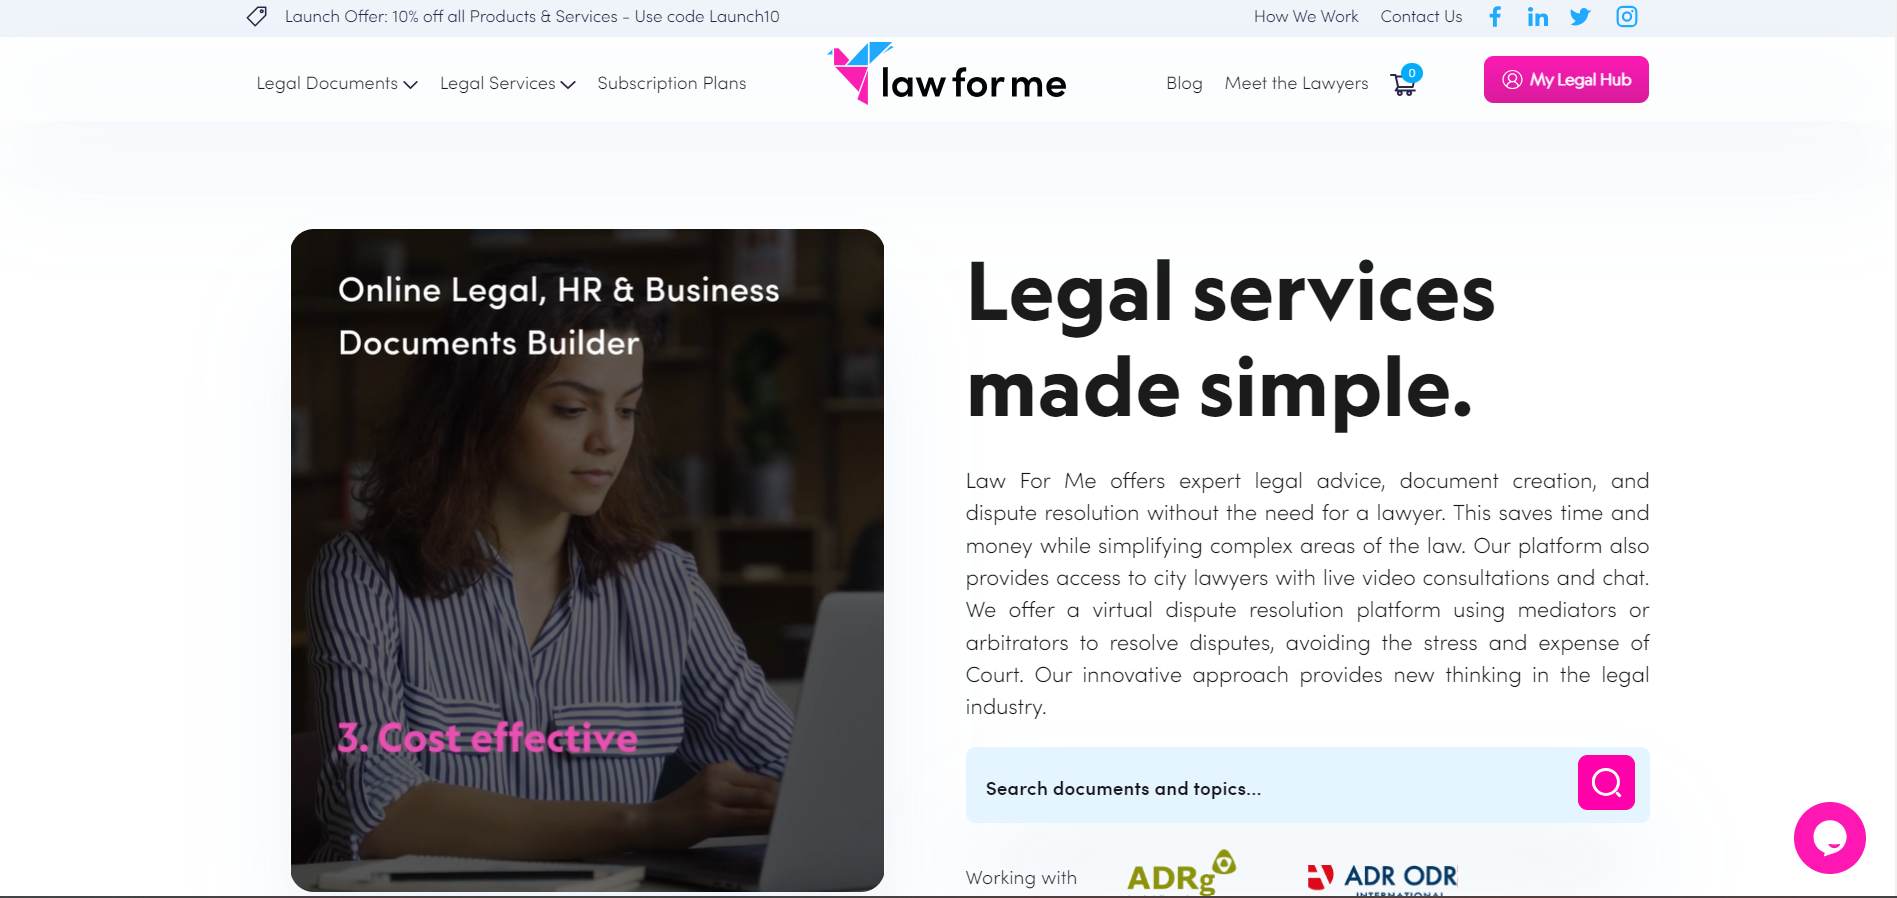 Launch Offer: 10% off all Products & Services - Use code Launch10
How We Work
Contact Us
Legal Documents
Legal Services
Subscription Plans
law for me
Blog
Meet the Lawyers
0
My Legal Hub
Online Legal, HR & Business
Documents Builder
3. Cost effective
Legal services
made simple.
Law For Me offers expert legal advice, document creation, and
dispute resolution without the need for a lawyer. This saves time and
money while simplifying complex areas of the law. Our platform also
provides access to city lawyers with live video consultations and chat.
We offer a virtual dispute resolution platform using mediators or
arbitrators to resolve disputes, avoiding the stress and expense of
Court. Our innovative approach provides new thinking in the legal
industry.
Search documents and topics...
Working with
ADRg
ADR ODR
INTERNATIONAL